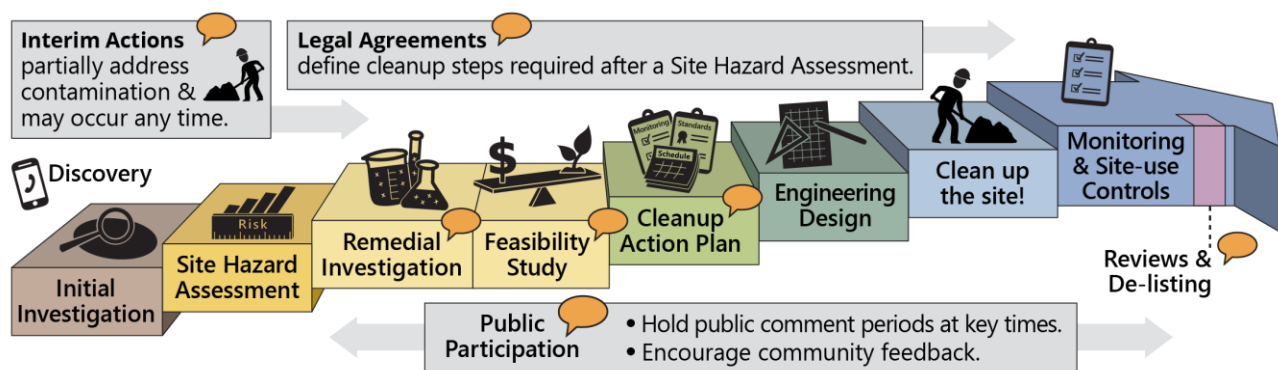 Interim Actions
partially address
contamination &
may occur any time.
Legal Agreements
define cleanup steps required after a Site Hazard Assessment.
Discovery
Initial
Investigation
Risk
Site Hazard
Assessment
Remedial
Investigation
$
Feasibility
Study
Monitoring
Standards
Schedule
Cleanup
Action Plan
Engineering
Design
Clean up
the site!
Monitoring
& Site-use
Controls
Reviews &
De-listing
Public
Participation
• Hold public comment periods at key times.
• Encourage community feedback.